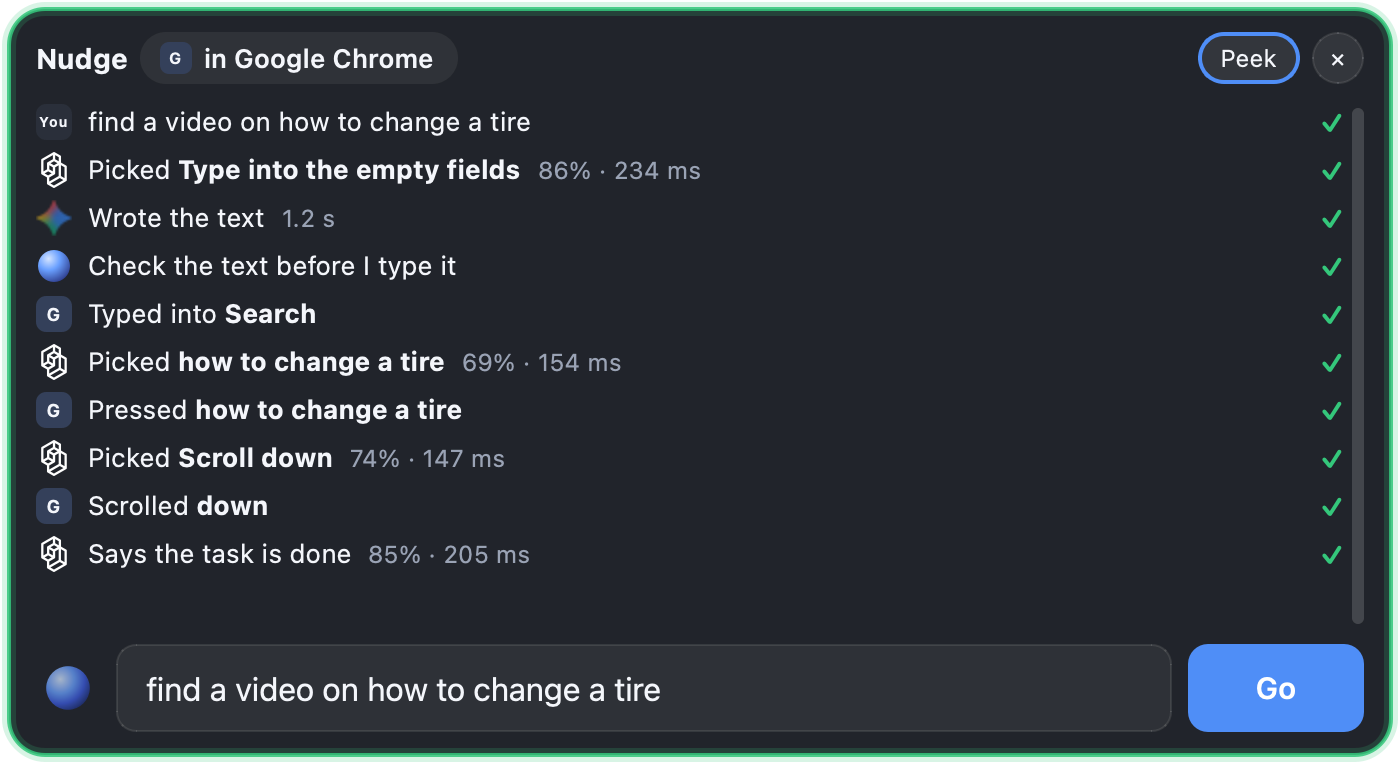 Nudge G in Google Chrome Peek ×
You find a video on how to change a tire
Picked Type into the empty fields 86% · 234 ms
Wrote the text 1.2 s
Check the text before I type it
G Typed into Search
Picked how to change a tire 69% · 154 ms
G Pressed how to change a tire
Picked Scroll down 74% · 147 ms
G Scrolled down
Says the task is done 85% · 205 ms
find a video on how to change a tire Go